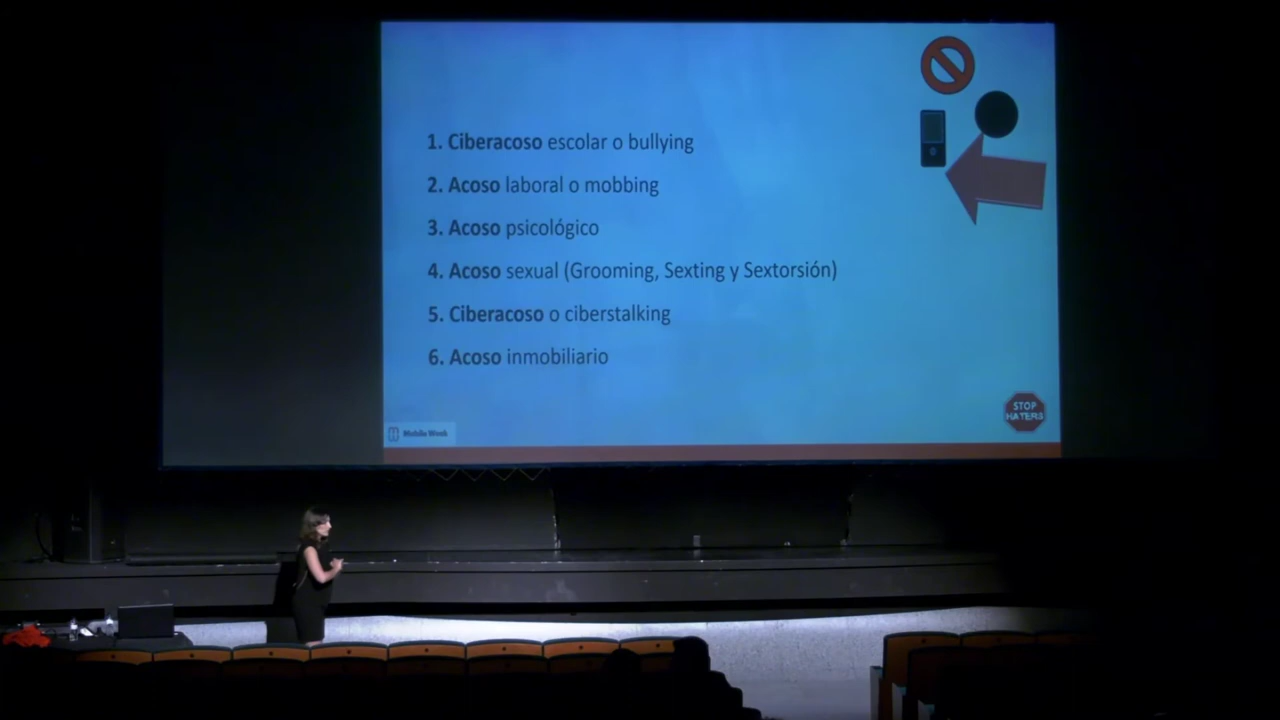 1. Ciberacoso escolar o bullying
2. Acoso laboral o mobbing
3. Acoso psicológico
4. Acoso sexual (Grooming, Sexting y Sextorsión)
5. Ciberacoso o ciberstalking
6. Acoso inmobiliario
STOP
HATERS
Mobile Week